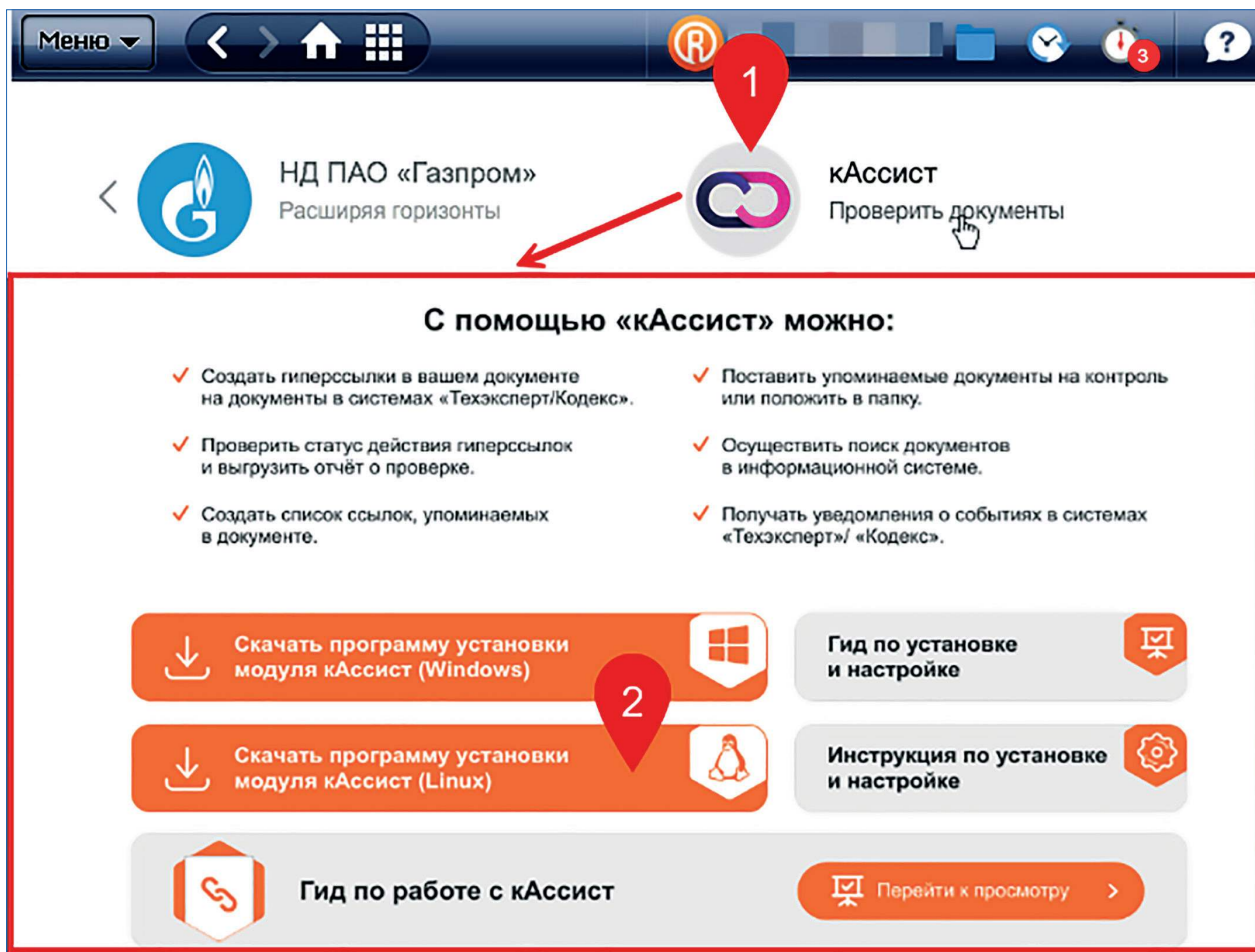 Меню
R
3
?
1
НД ПАО «Газпром»
Расширяя горизонты
кАссист
Проверить документы
С помощью «кАссист» можно:
Создать гиперссылки в вашем документе
на документы в системах «Техэксперт/Кодекс».
Проверить статус действия гиперссылок
и выгрузить отчёт о проверке.
Создать список ссылок, упоминаемых
в документе.
Поставить упоминаемые документы на контроль
или положить в папку.
Осуществить поиск документов
в информационной системе.
Получать уведомления о событиях в системах
«Техэксперт»/ «Кодекс».
Скачать программу установки
модуля кАссист (Windows)
Гид по установке
и настройке
2
Скачать программу установки
модуля кАссист (Linux)
Инструкция по установке
и настройке
Гид по работе с кАссист
Перейти к просмотру